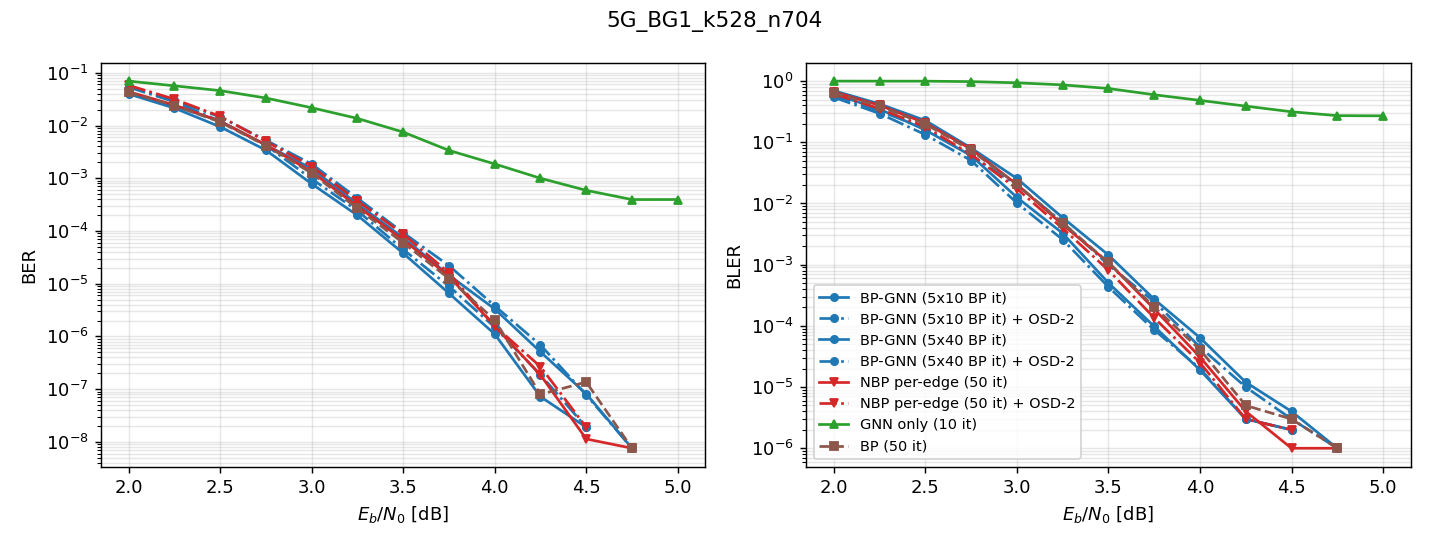 5G_BG1_k528_n704
10⁻¹
10⁻²
10⁻³
10⁻⁴
10⁻⁵
10⁻⁶
10⁻⁷
10⁻⁸
BER
2.0 2.5 3.0 3.5 4.0 4.5 5.0
E_b/N_0 [dB]
10⁰
10⁻¹
10⁻²
10⁻³
10⁻⁴
10⁻⁵
10⁻⁶
BLER
BP-GNN (5x10 BP it)
BP-GNN (5x10 BP it) + OSD-2
BP-GNN (5x40 BP it)
BP-GNN (5x40 BP it) + OSD-2
NBP per-edge (50 it)
NBP per-edge (50 it) + OSD-2
GNN only (10 it)
BP (50 it)
2.0 2.5 3.0 3.5 4.0 4.5 5.0
E_b/N_0 [dB]